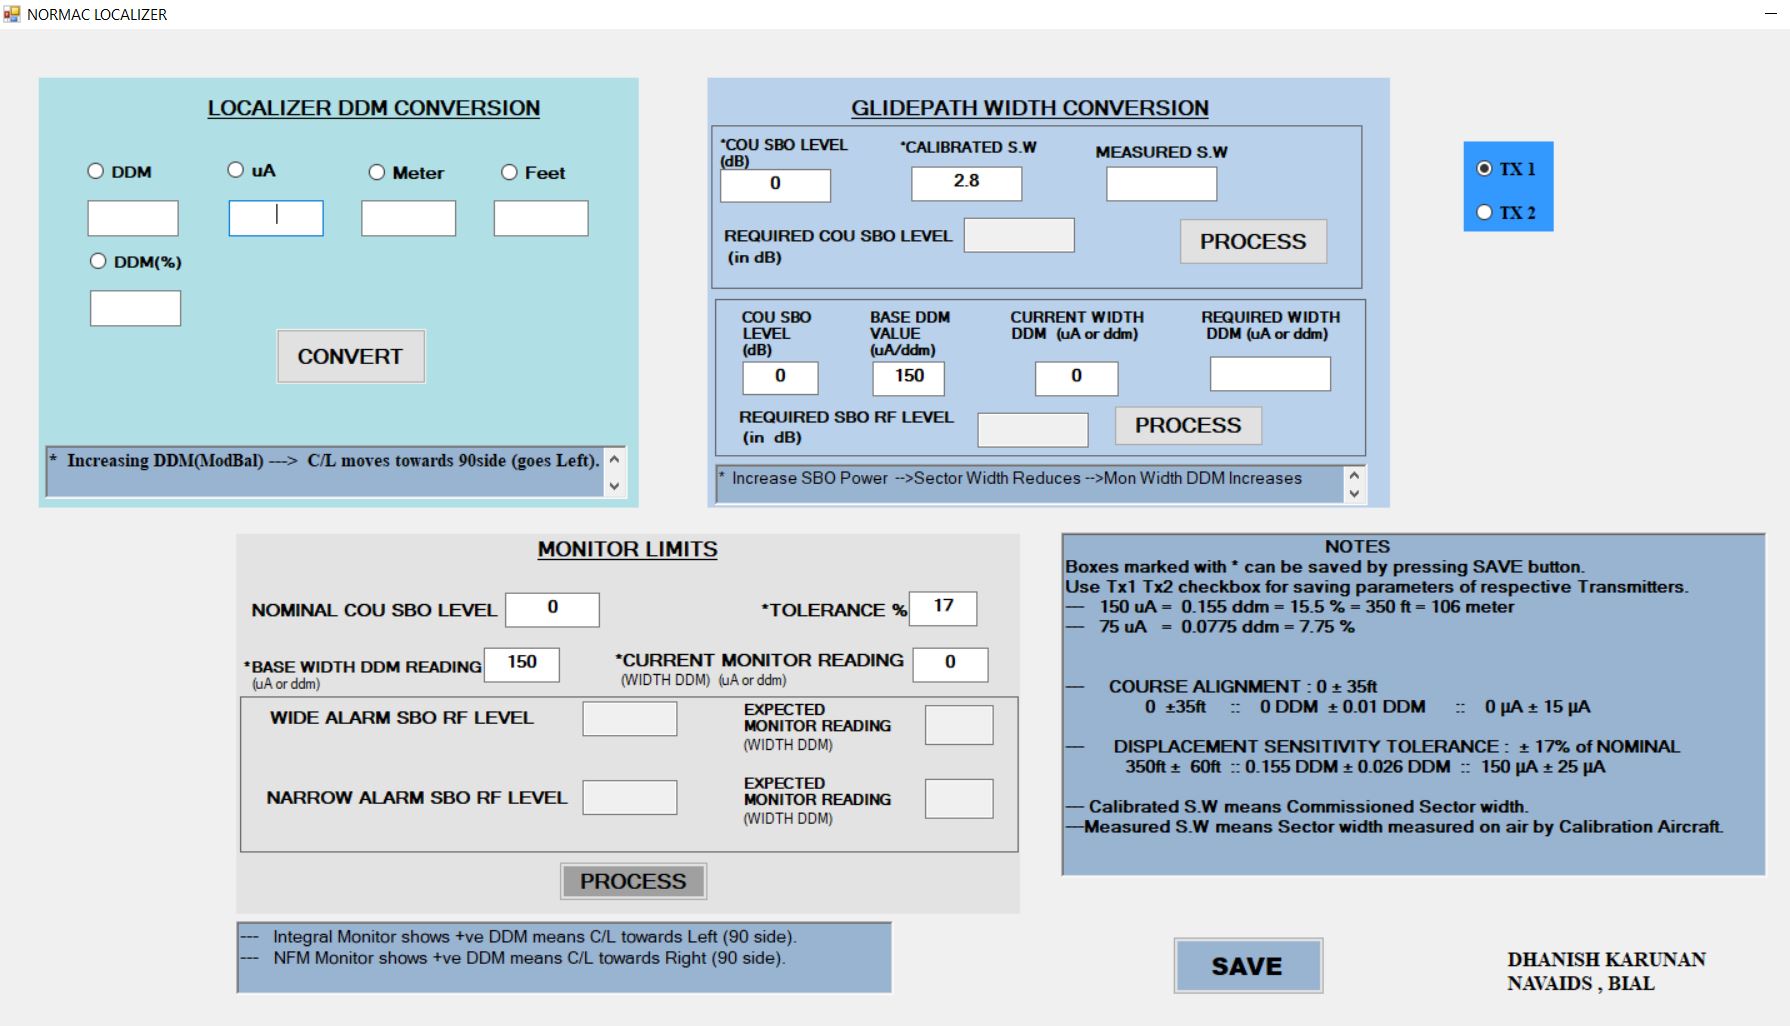 NORMAC LOCALIZER
LOCALIZER DDM CONVERSION
DDM
uA
Meter
Feet
DDM(%)
CONVERT
* Increasing DDM(ModBal) ---> C/L moves towards 90side (goes Left).
GLIDEPATH WIDTH CONVERSION
*COU SBO LEVEL
(dB)
0
*CALIBRATED S.W
2.8
MEASURED S.W
REQUIRED COU SBO LEVEL
(in dB)
PROCESS
COU SBO
LEVEL
(dB)
0
BASE DDM
VALUE
(uA/ddm)
150
CURRENT WIDTH
DDM (uA or ddm)
0
REQUIRED WIDTH
DDM (uA or ddm)
REQUIRED SBO RF LEVEL
(in dB)
PROCESS
* Increase SBO Power -->Sector Width Reduces -->Mon Width DDM Increases
TX 1
TX 2
MONITOR LIMITS
NOMINAL COU SBO LEVEL 0
*TOLERANCE % 17
*BASE WIDTH DDM READING 150
(uA or ddm)
*CURRENT MONITOR READING 0
(WIDTH DDM) (uA or ddm)
WIDE ALARM SBO RF LEVEL
EXPECTED
MONITOR READING
(WIDTH DDM)
NARROW ALARM SBO RF LEVEL
EXPECTED
MONITOR READING
(WIDTH DDM)
PROCESS
--- Integral Monitor shows +ve DDM means C/L towards Left (90 side).
--- NFM Monitor shows +ve DDM means C/L towards Right (90 side).
NOTES
Boxes marked with * can be saved by pressing SAVE button.
Use Tx1 Tx2 checkbox for saving parameters of respective Transmitters.
--- 150 uA = 0.155 ddm = 15.5 % = 350 ft = 106 meter
--- 75 uA = 0.0775 ddm = 7.75 %
--- COURSE ALIGNMENT : 0 ± 35ft
0 ±35ft :: 0 DDM ± 0.01 DDM :: 0 µA ± 15 µA
--- DISPLACEMENT SENSITIVITY TOLERANCE : ± 17% of NOMINAL
350ft ± 60ft :: 0.155 DDM ± 0.026 DDM :: 150 µA ± 25 µA
--- Calibrated S.W means Commissioned Sector width.
---Measured S.W means Sector width measured on air by Calibration Aircraft.
SAVE
DHANISH KARUNAN
NAVAIDS , BIAL